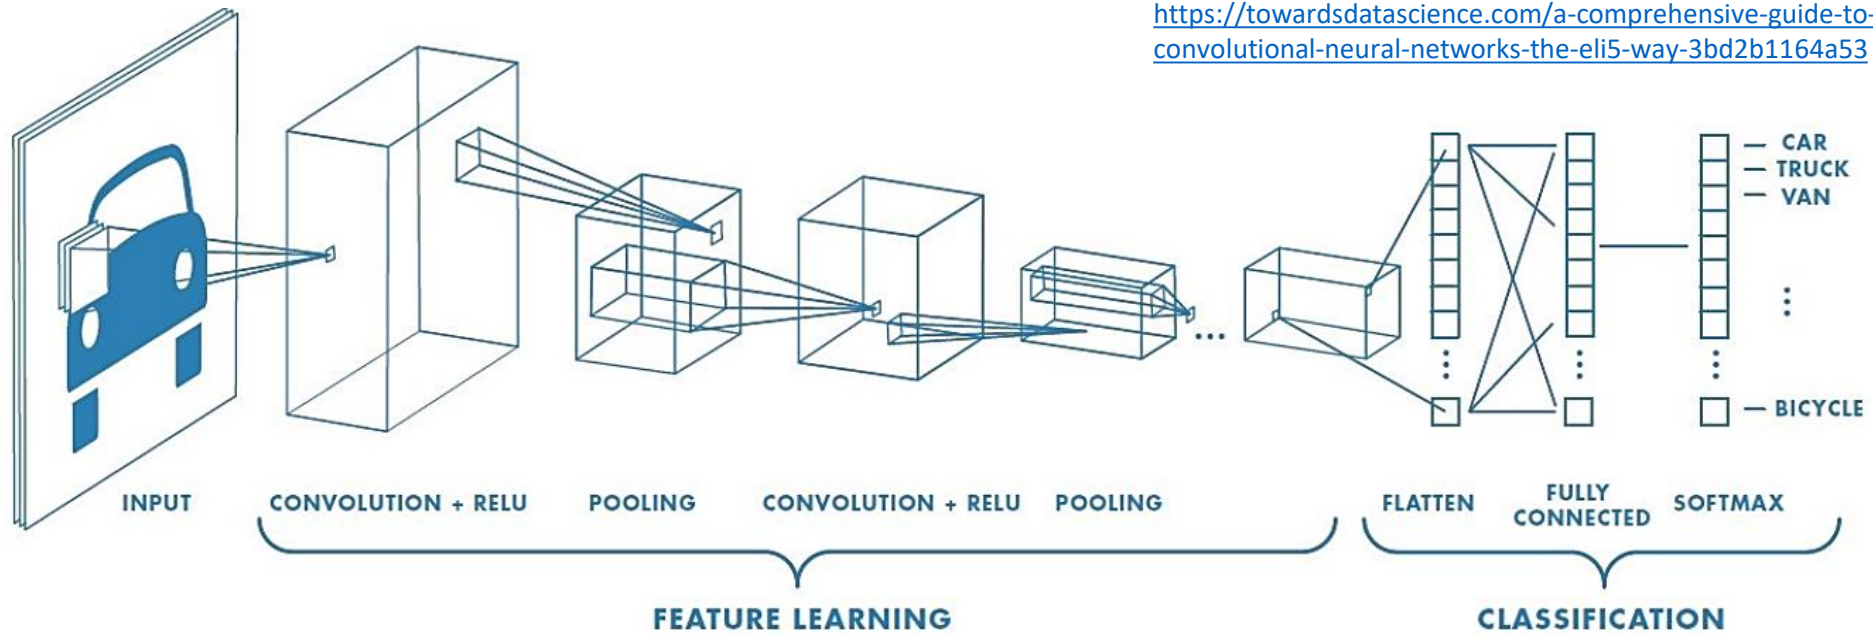 https://towardsdatascience.com/a-comprehensive-guide-to-
convolutional-neural-networks-the-eli5-way-3bd2b1164a53
CAR
TRUCK
VAN
BICYCLE
INPUT
CONVOLUTION + RELU
POOLING
CONVOLUTION + RELU
POOLING
FLATTEN
FULLY
CONNECTED
SOFTMAX
FEATURE LEARNING
CLASSIFICATION